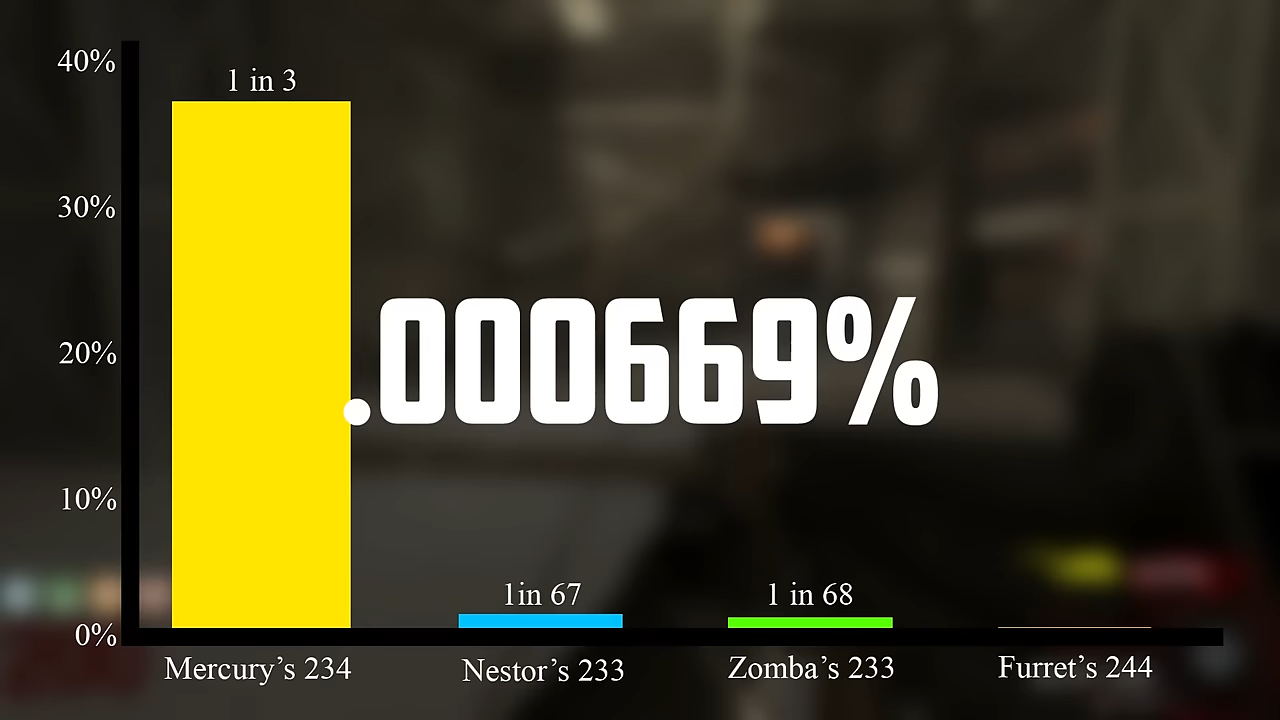 40%
1 in 3
30%
.000669%
20%
10%
1in 67
1 in 68
0%
Mercury’s 234
Nestor’s 233
Zomba’s 233
Furret’s 244